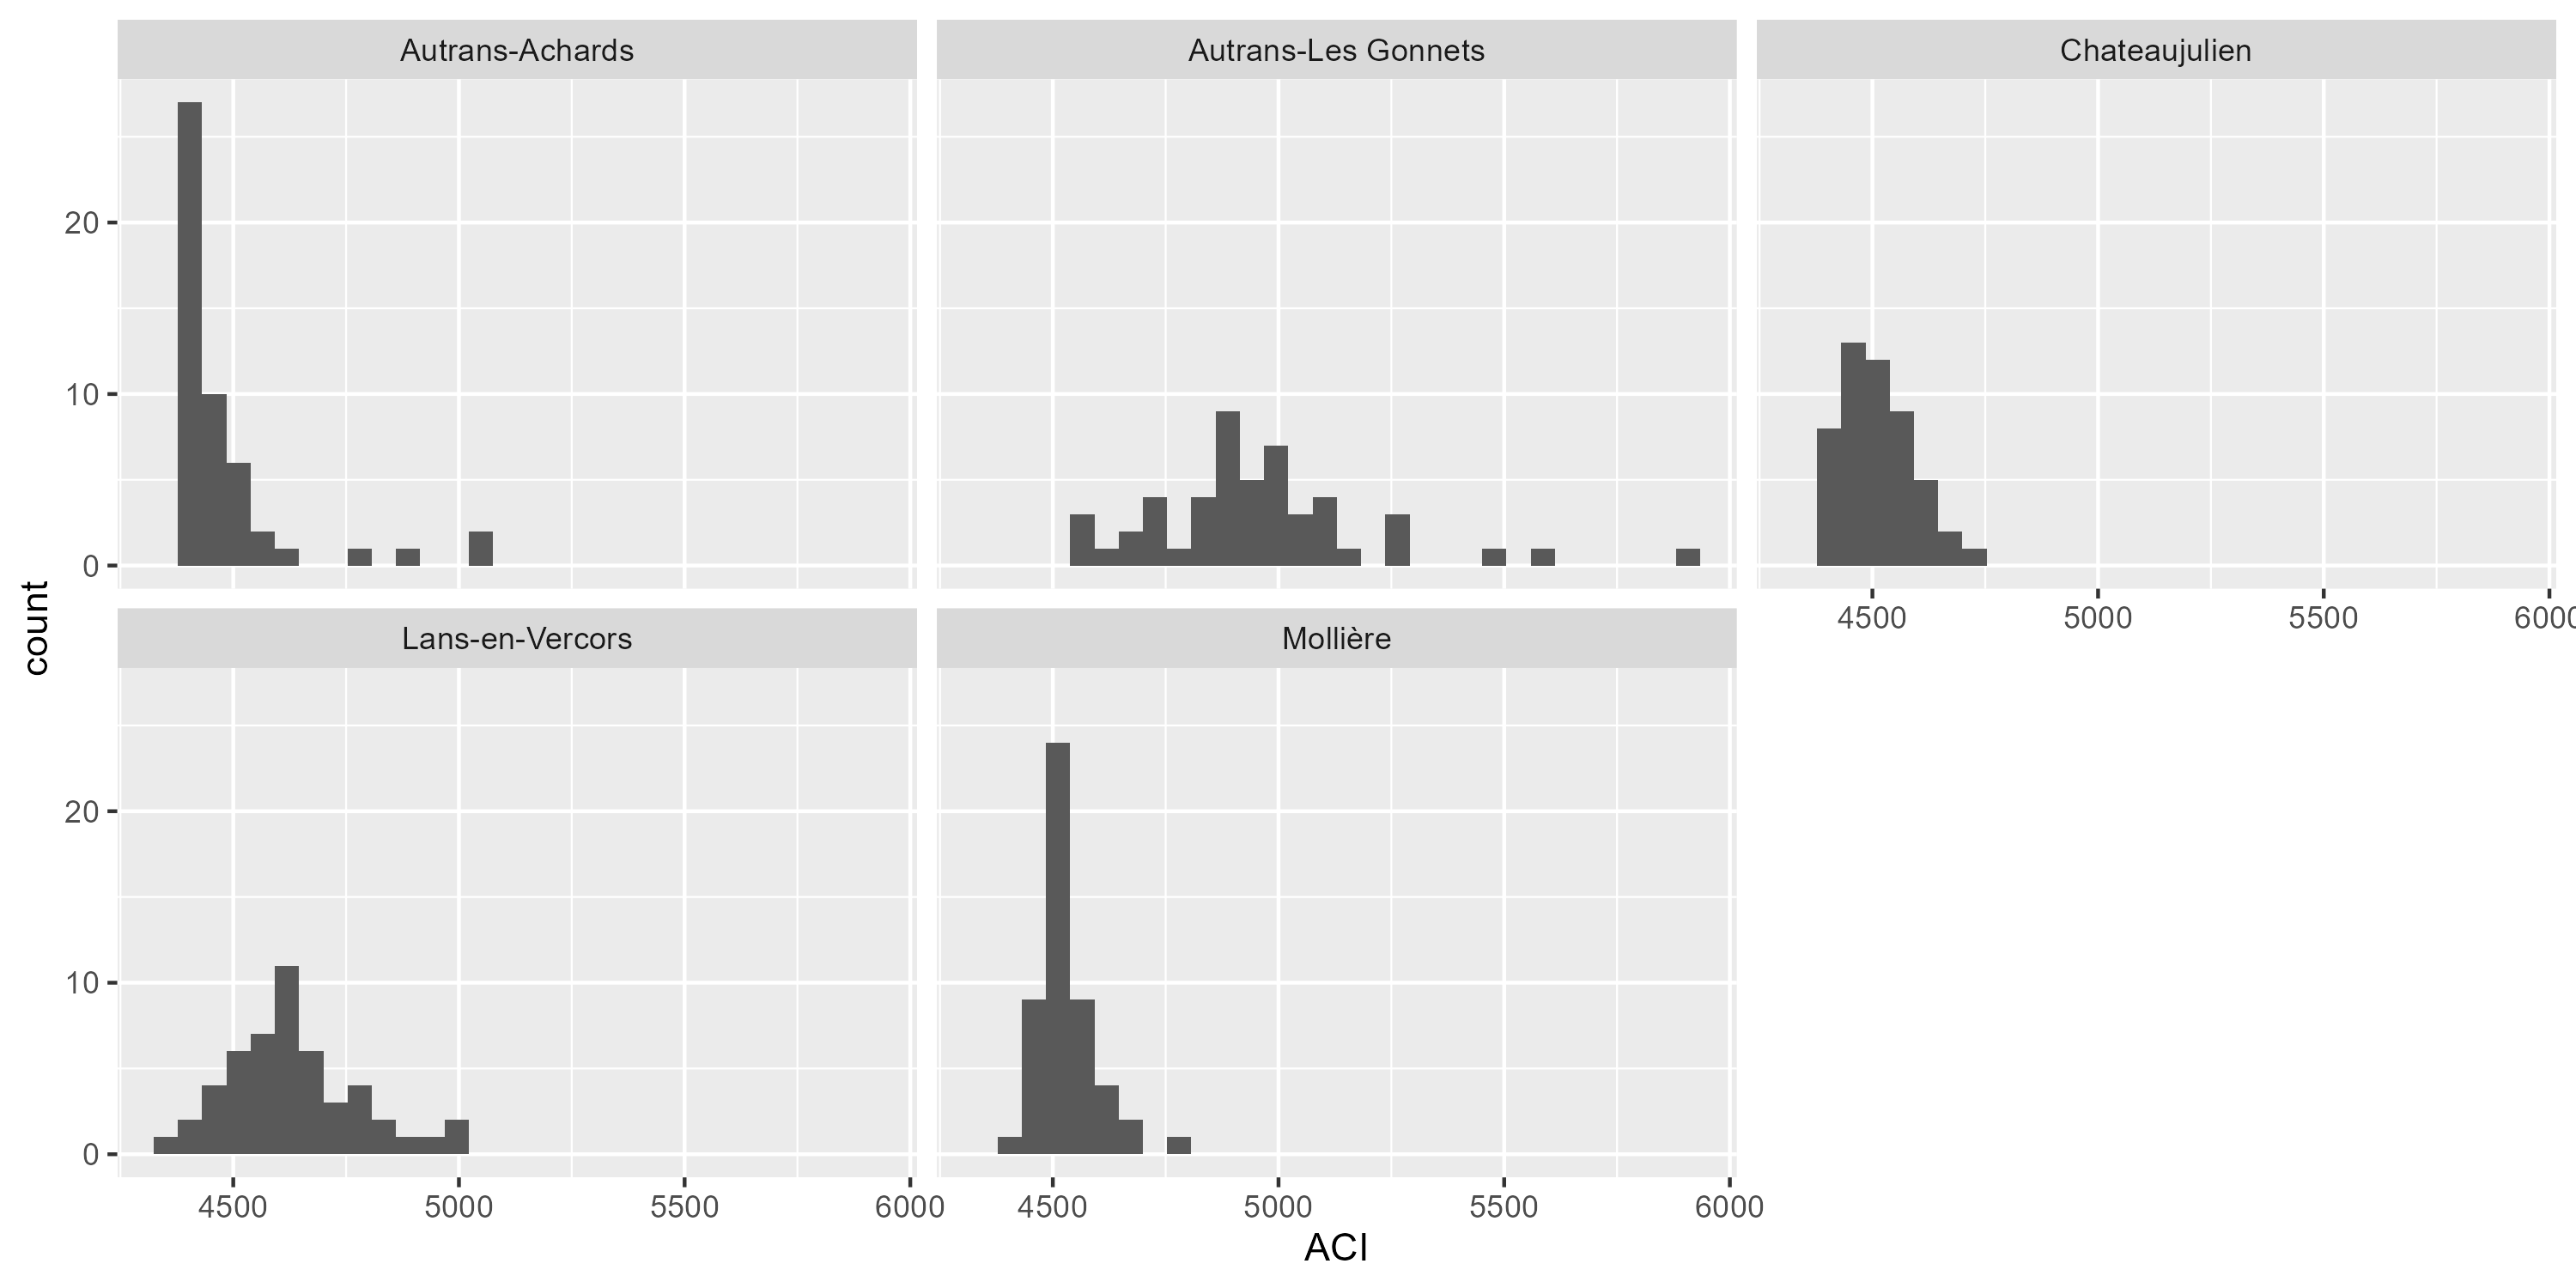 Autrans-Achards
Autrans-Les Gonnets
Chateaujulien
20
10
0
4500 5000 5500 6000
count
Lans-en-Vercors
Mollière
20
10
0
4500 5000 5500 6000
4500 5000 5500 6000
ACI